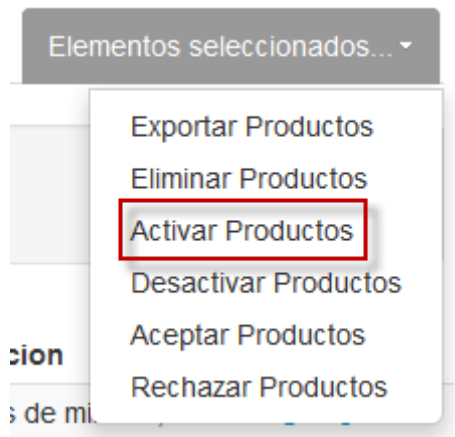 Elementos seleccionados...
Exportar Productos
Eliminar Productos
Activar Productos
Desactivar Productos
Aceptar Productos
cion
Rechazar Productos
s de mi